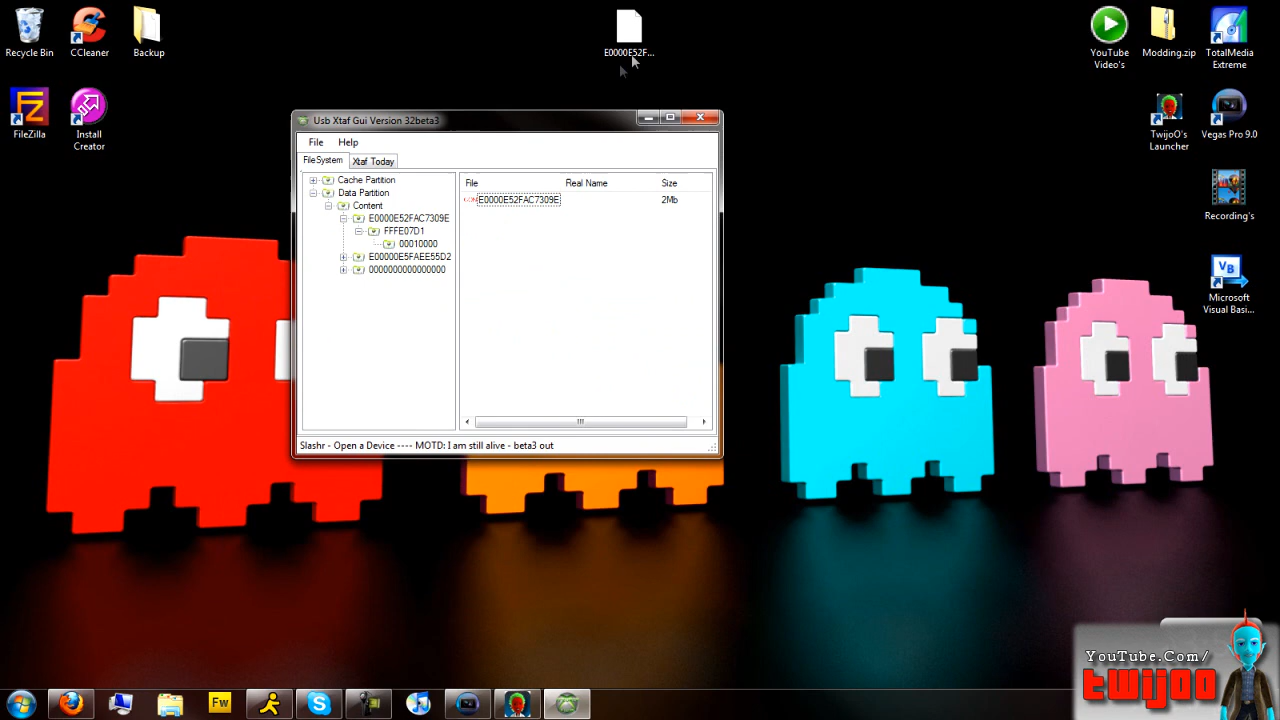 Recycle Bin
CCleaner
Backup
E0000E52F...
YouTube
Video's
Modding.zip
TotalMedia
Extreme
FileZilla
Install
Creator
TwijoO's
Launcher
Vegas Pro 9.0
Recording's
Microsoft
Visual Basi...
Usb Xtaf Gui Version 32beta3
File Help
FileSystem Xtaf Today
Cache Partition
Data Partition
Content
E0000E52FAC7309E
FFFE07D1
00010000
E00000E5FAEE55D2
0000000000000000
File Real Name Size
CON E0000E52FAC7309E 2Mb
Slashr - Open a Device ---- MOTD: I am still alive - beta3 out
Fw
YouTube.Com/
TWIJOO